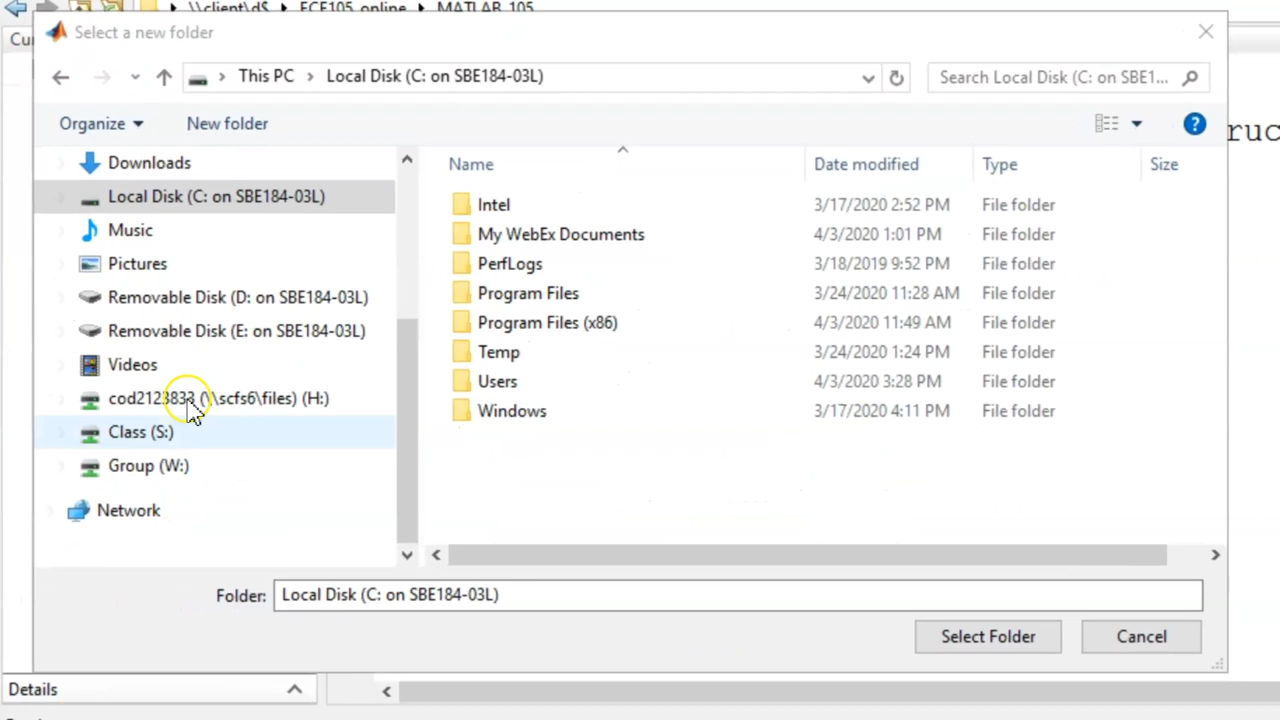 \\client\d$ ▸ ECE105_online ▸ MATLAB_105
Cu
Select a new folder
This PC > Local Disk (C: on SBE184-03L)
Search Local Disk (C: on SBE1...
Organize
New folder
ruc
Downloads
Local Disk (C: on SBE184-03L)
Music
Pictures
Removable Disk (D: on SBE184-03L)
Removable Disk (E: on SBE184-03L)
Videos
cod2123833 (\\scfs6\files) (H:)
Class (S:)
Group (W:)
Network
Name Date modified Type Size
Intel 3/17/2020 2:52 PM File folder
My WebEx Documents 4/3/2020 1:01 PM File folder
PerfLogs 3/18/2019 9:52 PM File folder
Program Files 3/24/2020 11:28 AM File folder
Program Files (x86) 4/3/2020 11:49 AM File folder
Temp 3/24/2020 1:24 PM File folder
Users 4/3/2020 3:28 PM File folder
Windows 3/17/2020 4:11 PM File folder
Folder: Local Disk (C: on SBE184-03L)
Select Folder Cancel
Details